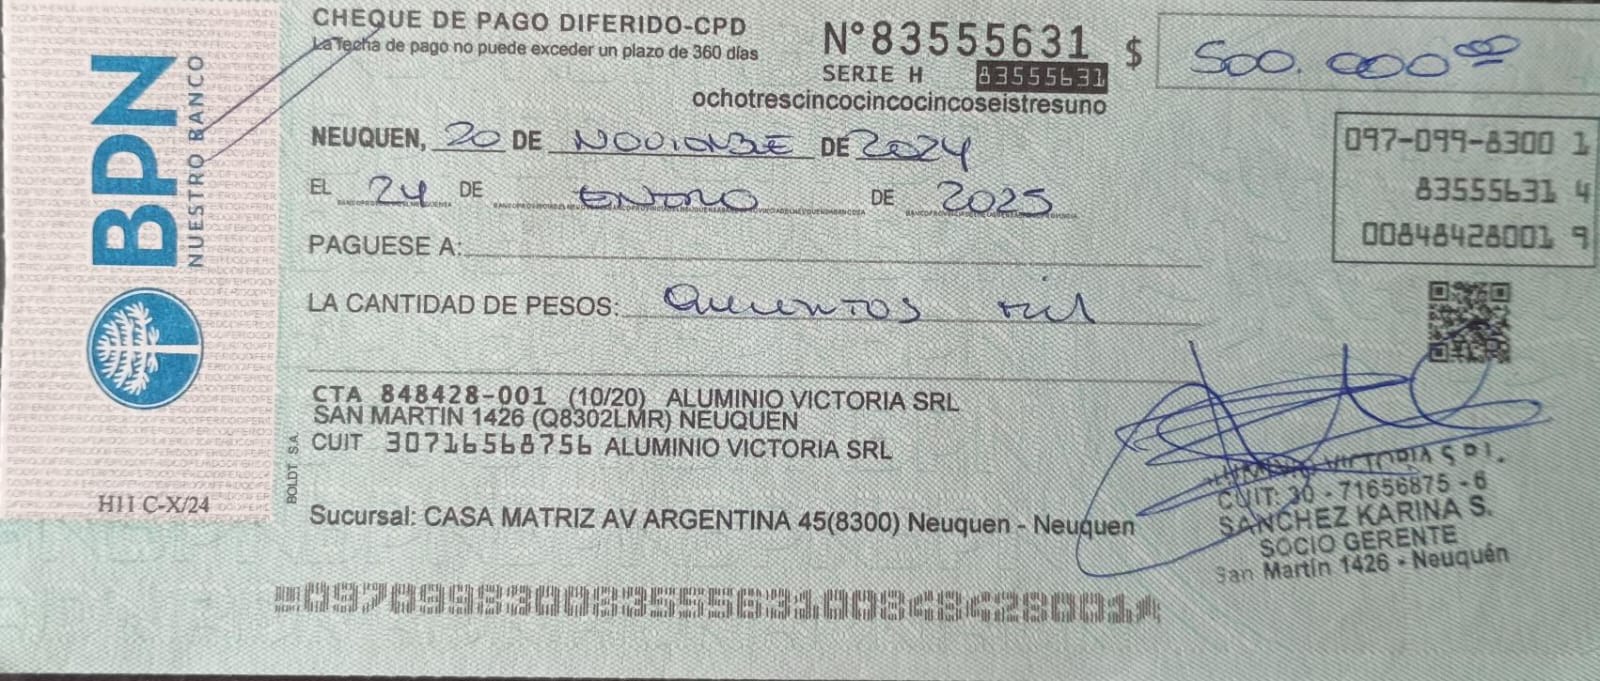 BPN
NUESTRO BANCO
H11 C-X/24
BOLDT SA
CHEQUE DE PAGO DIFERIDO-CPD
La fecha de pago no puede exceder un plazo de 360 días
N°83555631
SERIE H 83555631
ochotrescincocincocincoseistresuno
$ 500.000,00
097-099-8300 1
83555631 4
00848428001 9
NEUQUEN, 20 DE NOVIEMBRE DE 2024
EL 24 DE ENERO DE 2025
PAGUESE A:
LA CANTIDAD DE PESOS: quinientos mil
CTA 848428-001 (10/20) ALUMINIO VICTORIA SRL
SAN MARTIN 1426 (Q8302LMR) NEUQUEN
CUIT 30716568756 ALUMINIO VICTORIA SRL
Sucursal: CASA MATRIZ AV ARGENTINA 45(8300) Neuquen - Neuquen
VICTORIA S.R.L.
CUIT: 30 - 71656875 - 6
SANCHEZ KARINA S.
SOCIO GERENTE
San Martín 1426 - Neuquén
09709983008355563100848428001